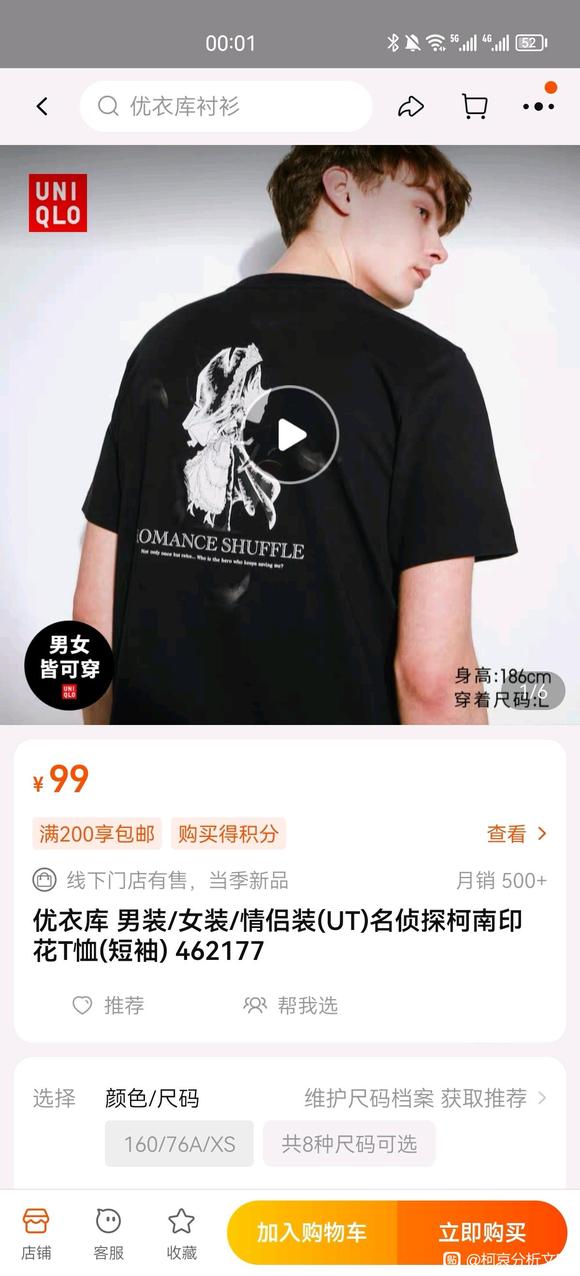 00:01
5G
4G
52
优衣库衬衫
UNI
QLO
ROMANCE SHUFFLE
Not only once but twice... Who is the hero who keeps saving me?
男女
皆可穿
UNI
QLO
身高:186cm
穿着尺码:L
1/6
¥99
满200享包邮
购买得积分
查看
线下门店有售，当季新品
月销 500+
优衣库 男装/女装/情侣装(UT)名侦探柯南印
花T恤(短袖) 462177
推荐
帮我选
选择
颜色/尺码
维护尺码档案 获取推荐
160/76A/XS
共8种尺码可选
店铺
客服
收藏
加入购物车
立即购买
贴 @柯哀分析文